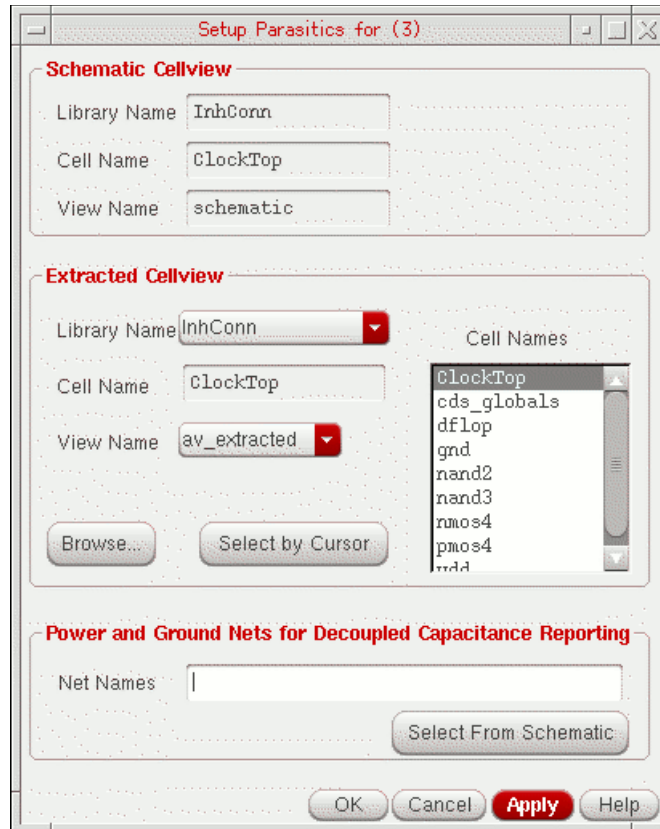 Setup Parasitics for (3)
Schematic Cellview
Library Name InhConn
Cell Name ClockTop
View Name schematic
Extracted Cellview
Library Name InhConn
Cell Names
Cell Name ClockTop
View Name av_extracted
ClockTop
cds_globals
dflop
gnd
nand2
nand3
nmos4
pmos4
vdd
Browse... Select by Cursor
Power and Ground Nets for Decoupled Capacitance Reporting
Net Names
Select From Schematic
OK Cancel Apply Help